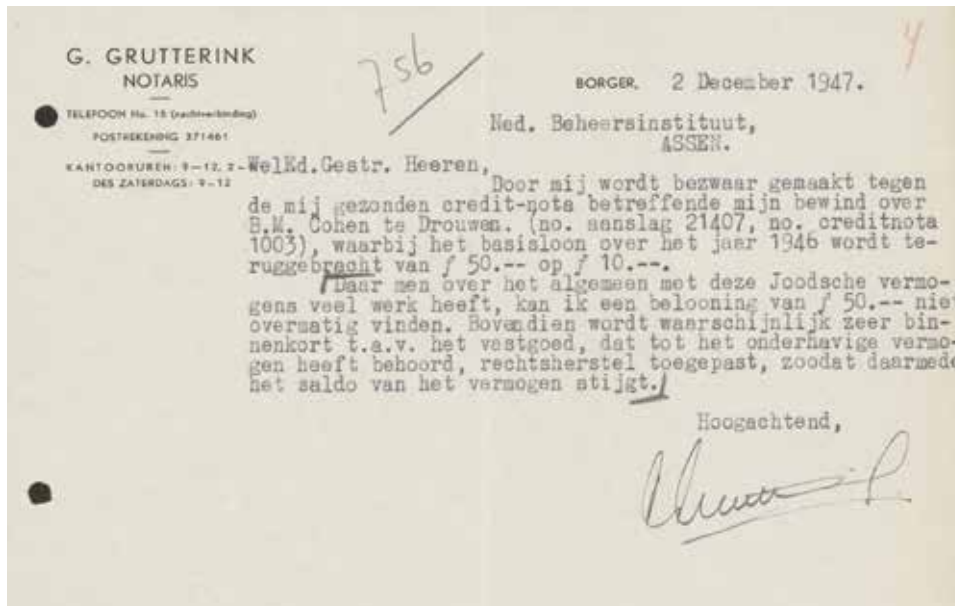 G. GRUTTERINK
NOTARIS
TELEFOON No. 15 (nachtverbinding)
POSTREKENING 371461
KANTOORUREN: 9-12, 2-
DES ZATERDAGS: 9-12
756
4
BORGER, 2 December 1947.
Ned. Beheersinstituut,
ASSEN.
WelEd.Gestr. Heeren,
Door mij wordt bezwaar gemaakt tegen
de mij gezonden credit-nota betreffende mijn bewind over
B.M. Cohen te Drouwen. (no. aanslag 21407, no. creditnota
1003), waarbij het basisloon over het jaar 1946 wordt te-
ruggebracht van ƒ 50.-- op ƒ 10.--.
Daar men over het algemeen met deze Joodsche vermo-
gens veel werk heeft, kan ik een belooning van ƒ 50.-- niet
overmatig vinden. Bovendien wordt waarschijnlijk zeer bin-
nenkort t.a.v. het vastgoed, dat tot het onderhavige vermo-
gen heeft behoord, rechtsherstel toegepast, zoodat daarmede
het saldo van het vermogen stijgt.
Hoogachtend,